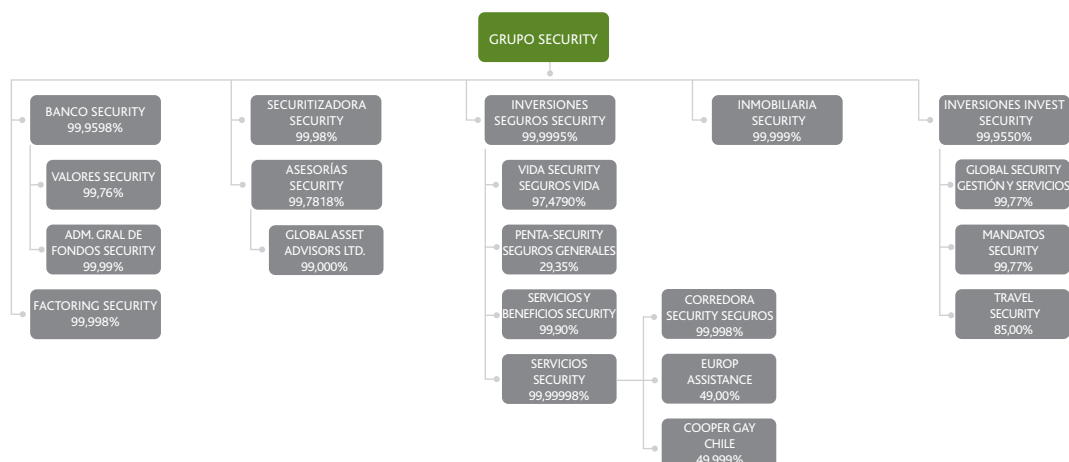 GRUPO SECURITY
BANCO SECURITY
99,9598%
VALORES SECURITY
99,76%
ADM. GRAL DE
FONDOS SECURITY
99,99%
FACTORING SECURITY
99,998%
SECURITIZADORA
SECURITY
99,98%
ASESORÍAS
SECURITY
99,7818%
GLOBAL ASSET
ADVISORS LTD.
99,000%
INVERSIONES
SEGUROS SECURITY
99,9995%
VIDA SECURITY
SEGUROS VIDA
97,4790%
PENTA-SECURITY
SEGUROS GENERALES
29,35%
SERVICIOS Y
BENEFICIOS SECURITY
99,90%
SERVICIOS
SECURITY
99,99998%
CORREDORA
SECURITY SEGUROS
99,998%
EUROP
ASSISTANCE
49,00%
COOPER GAY
CHILE
49,999%
INMOBILIARIA
SECURITY
99,999%
INVERSIONES INVEST
SECURITY
99,9550%
GLOBAL SECURITY
GESTIÓN Y SERVICIOS
99,77%
MANDATOS
SECURITY
99,77%
TRAVEL
SECURITY
85,00%